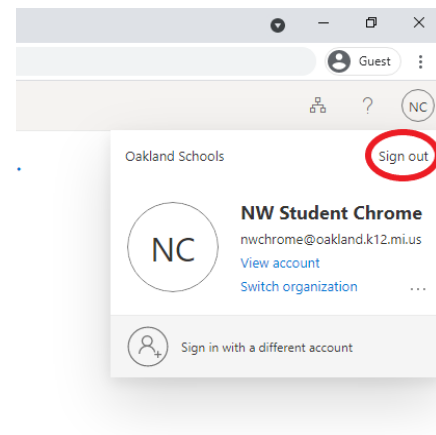 Guest
? NC
Oakland Schools Sign out
NC
NW Student Chrome
nwchrome@oakland.k12.mi.us
View account
Switch organization ...
Sign in with a different account